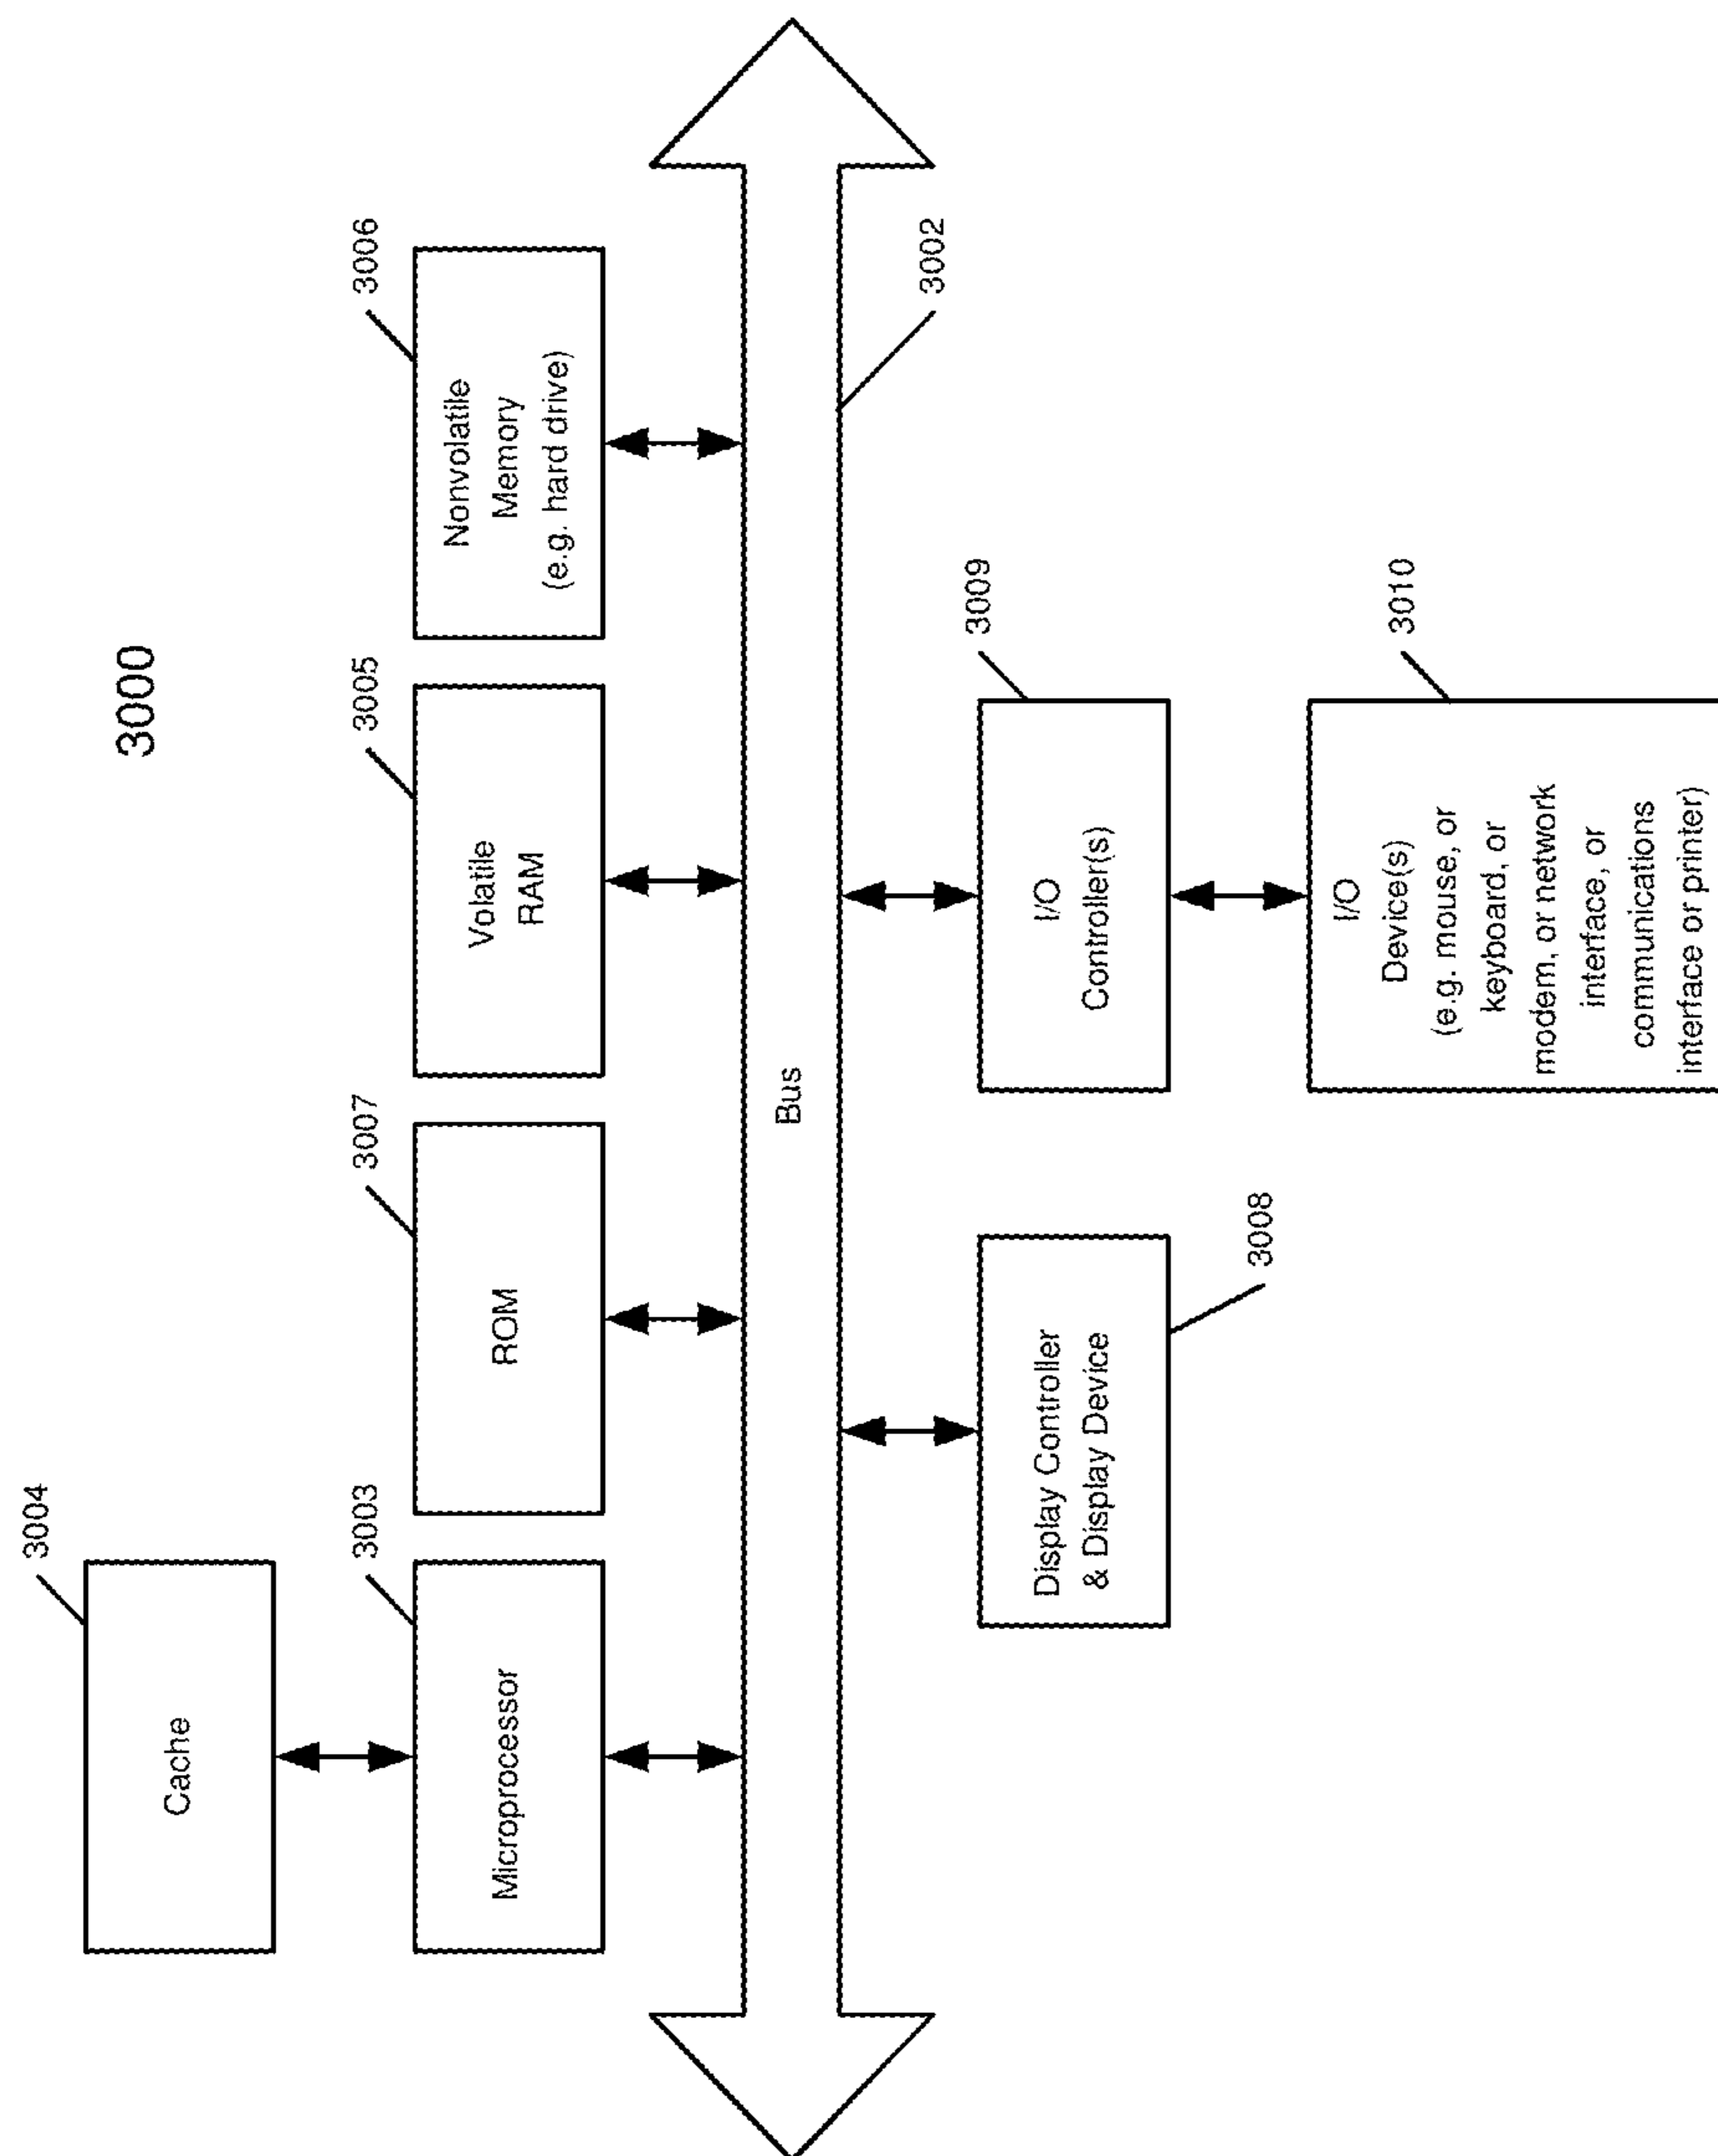 3000
3004
Cache
3003
Microprocessor
3007
ROM
3005
Volatile
RAM
3006
Nonvolatile
Memory
(e.g. hard drive)
Bus
3002
Display Controller
& Display Device
3008
I/O
Controller(s)
3009
I/O
Device(s)
(e.g. mouse, or
keyboard, or
modem, or network
interface, or
communications
interface or printer)
3010